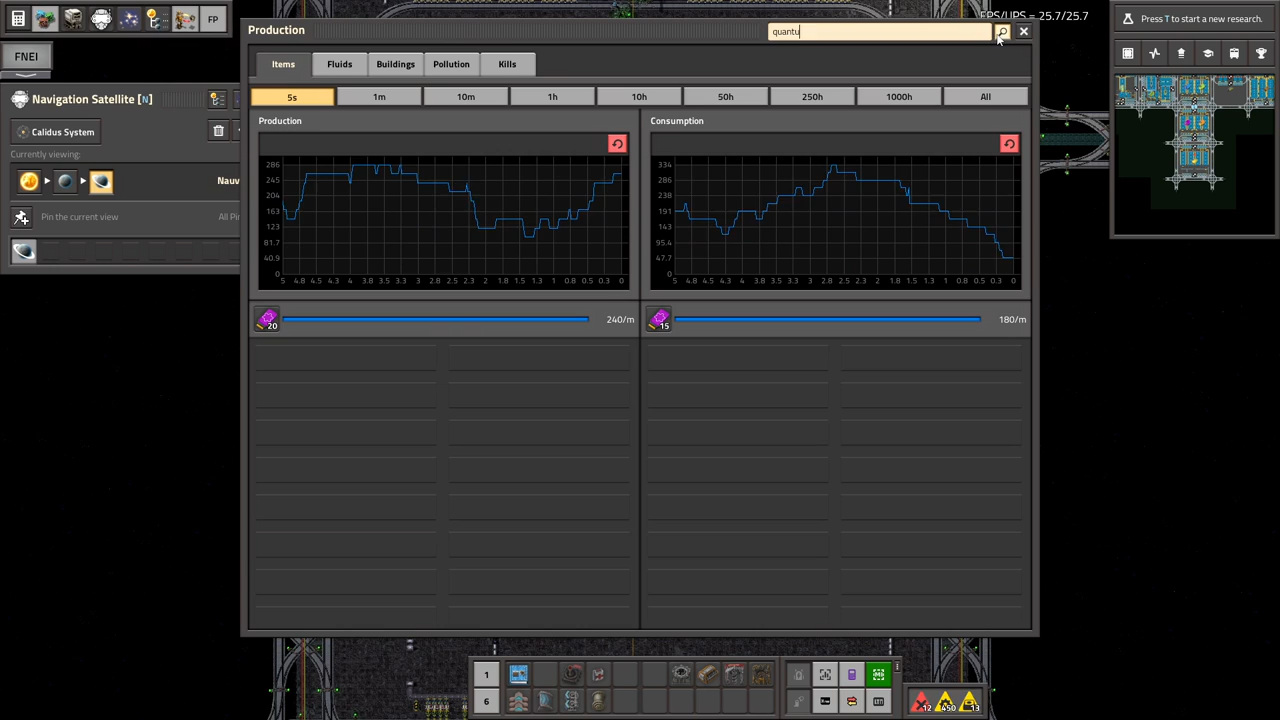 FP
FNEI
Navigation Satellite [N]
Calidus System
Currently viewing:
Nauv
Pin the current view
All Pi
Production
quantu
FPS/UPS = 25.7/25.7
Press T to start a new research.
Items Fluids Buildings Pollution Kills
5s 1m 10m 1h 10h 50h 250h 1000h All
Production
286
245
204
163
123
81.7
40.9
0
5 4.8 4.5 4.3 4 3.8 3.5 3.3 3 2.8 2.5 2.3 2 1.8 1.5 1.3 1 0.8 0.5 0.3 0
20 240/m
Consumption
334
286
238
191
143
95.4
47.7
0
5 4.8 4.5 4.3 4 3.8 3.5 3.3 3 2.8 2.5 2.3 2 1.8 1.5 1.3 1 0.8 0.5 0.3 0
15 180/m
1
6
12 450 13